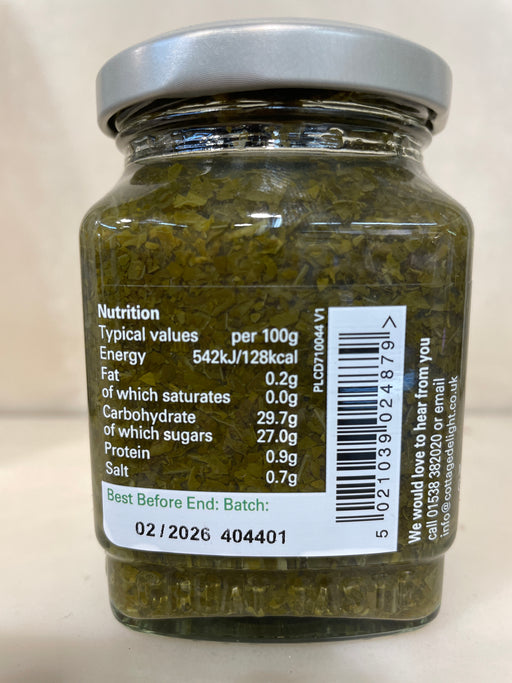 Nutrition
Typical values per 100g
Energy 542kJ/128kcal
Fat 0.2g
of which saturates 0.0g
Carbohydrate 29.7g
of which sugars 27.0g
Protein 0.9g
Salt 0.7g
Best Before End: Batch:
02/2026 404401
PLCD710044 V1
5 021039 024879 >
We would love to hear from you
call 01538 382020 or email
info@cottagedelight.co.uk
GREAT TASTE